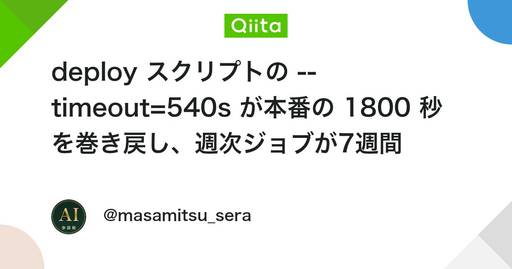 Qiita
deploy スクリプトの --
timeout=540s が本番の 1800 秒
を巻き戻し、週次ジョブが7週間
AI
@masamitsu_sera